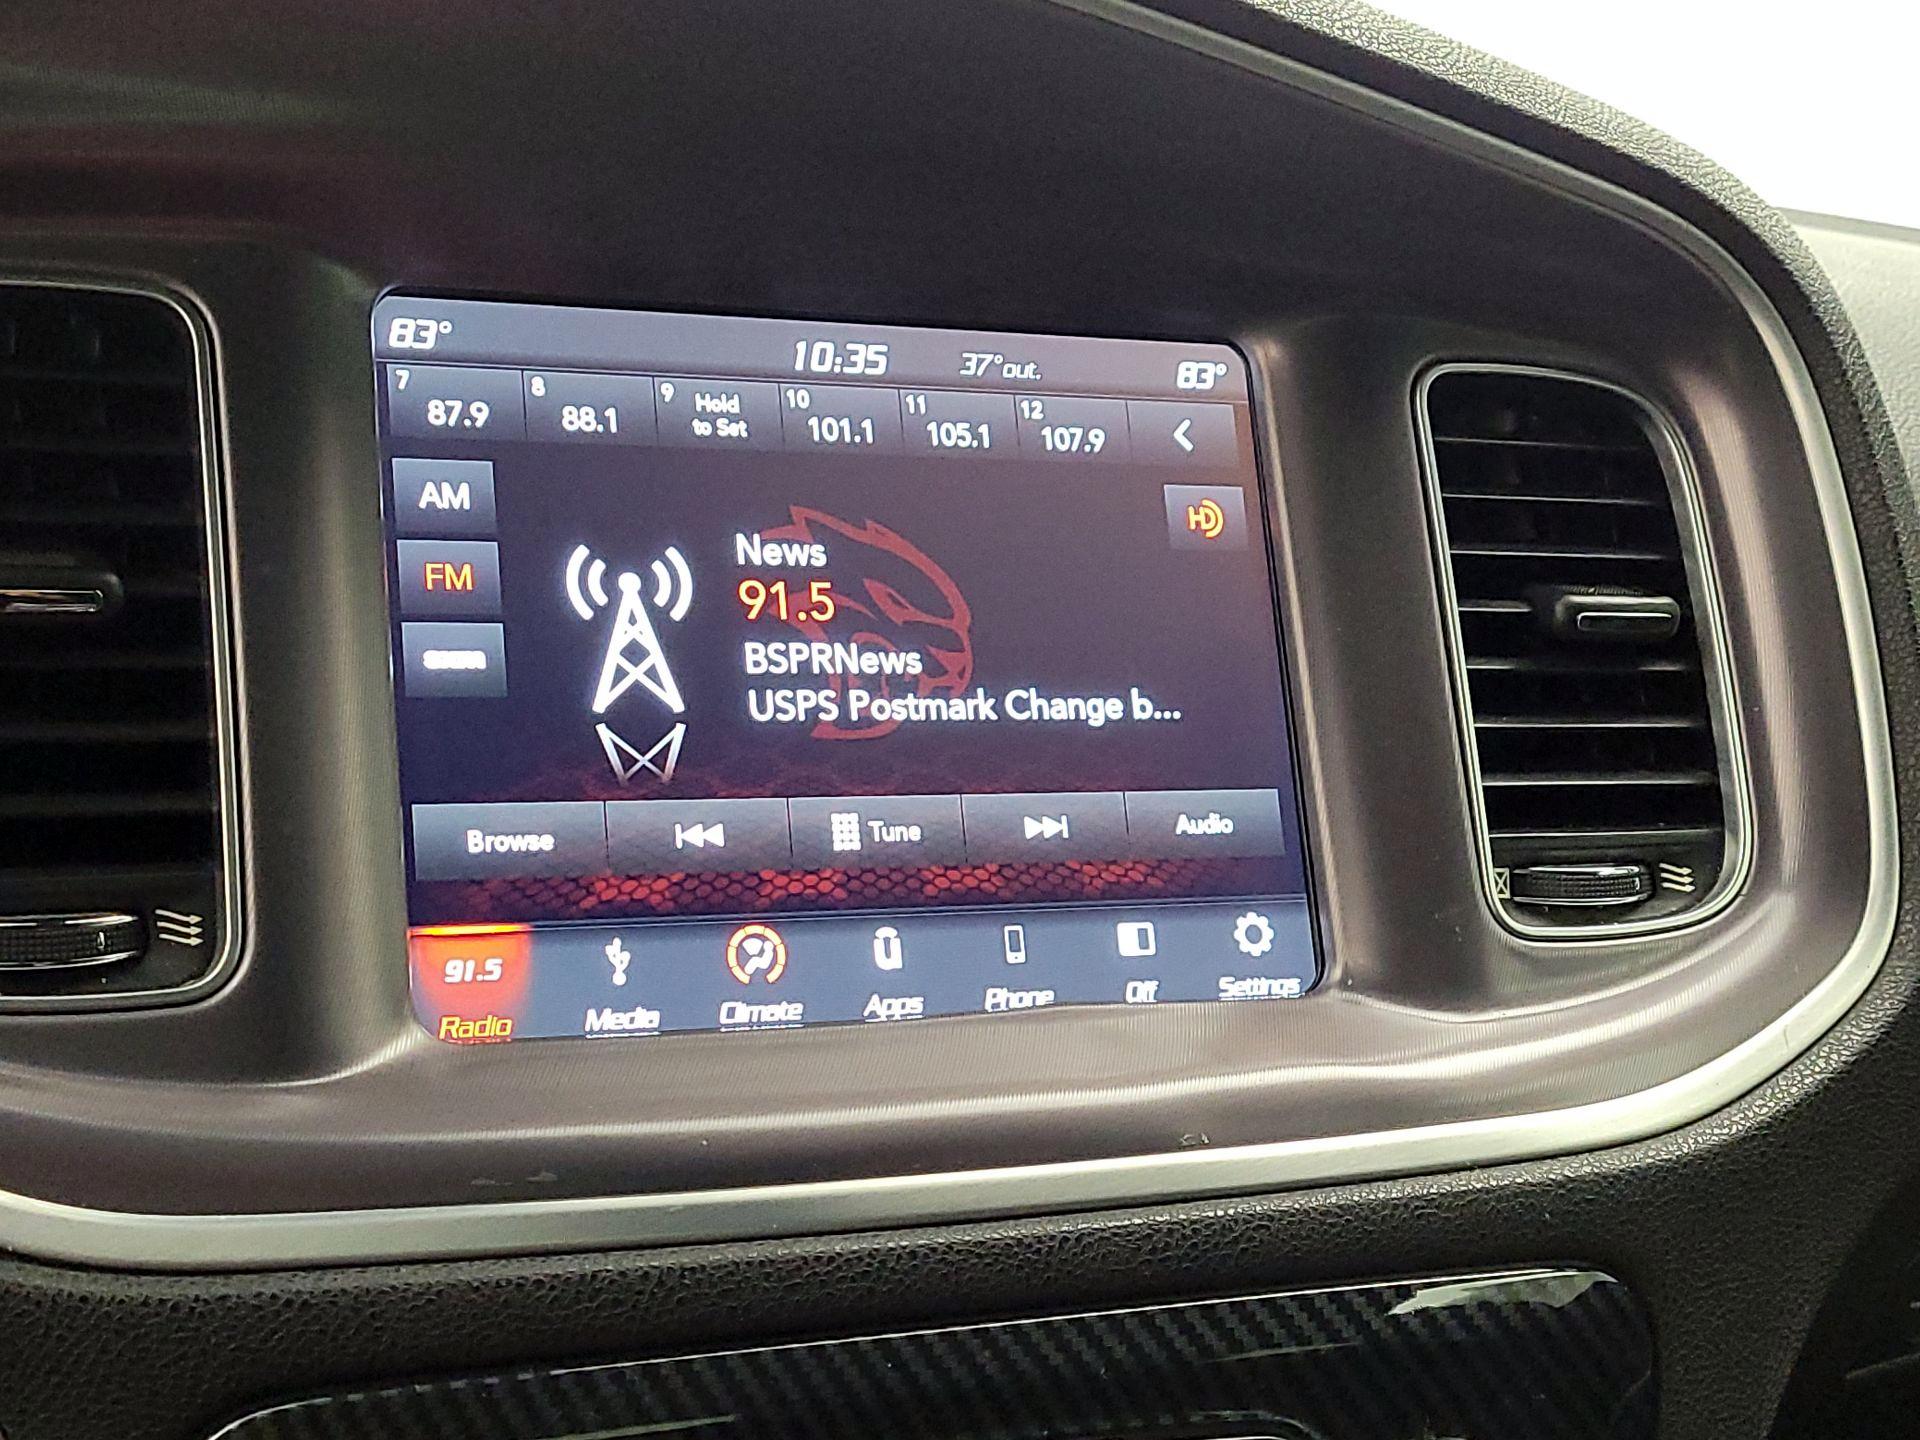 83° 10:35 37°out. 83°
7 87.9
8 88.1
9 Hold
to Set
10 101.1
11 105.1
12 107.9
AM
FM
HD
News
91.5
BSPRNews
USPS Postmark Change b...
Browse Tune Audio
91.5
Radio Media Climate Apps Phone Off Settings